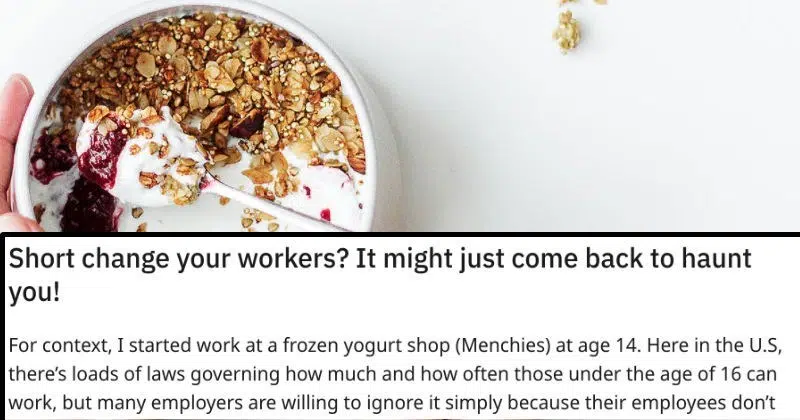 Short change your workers? It might just come back to haunt
you!
For context, I started work at a frozen yogurt shop (Menchies) at age 14. Here in the U.S,
there’s loads of laws governing how much and how often those under the age of 16 can
work, but many employers are willing to ignore it simply because their employees don’t